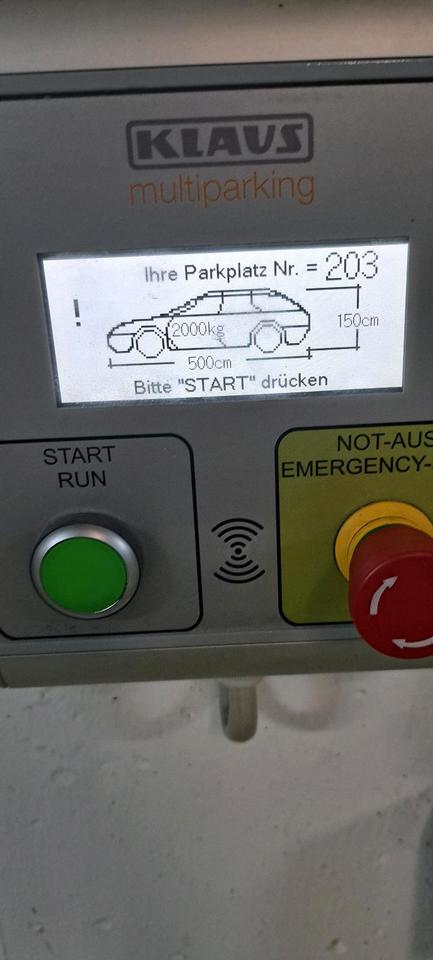 KLAUS
multiparking
Ihre Parkplatz Nr. = 203
!
2000kg
150cm
500cm
Bitte "START" drücken
START
RUN
NOT-AUS
EMERGENCY-